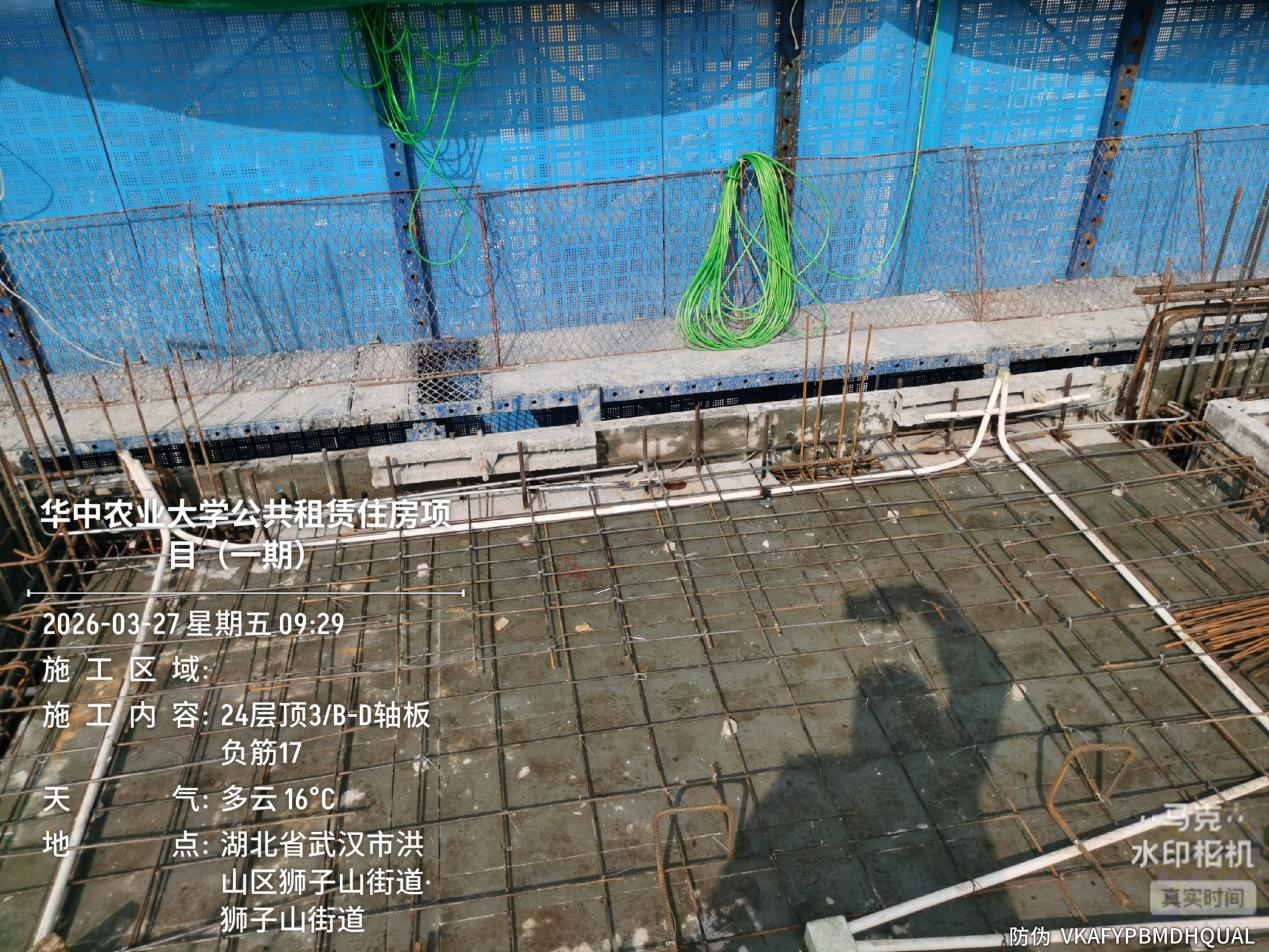 华中农业大学公共租赁住房项
目（一期）
2026-03-27 星期五 09:29
施工区域:
施工内容: 24层顶3/B-D轴板
负筋17
天气: 多云 16°C
地点: 湖北省武汉市洪
山区狮子山街道·
狮子山街道
马克
水印相机
真实时间
防伪 VKAFYPBMDHQUAL